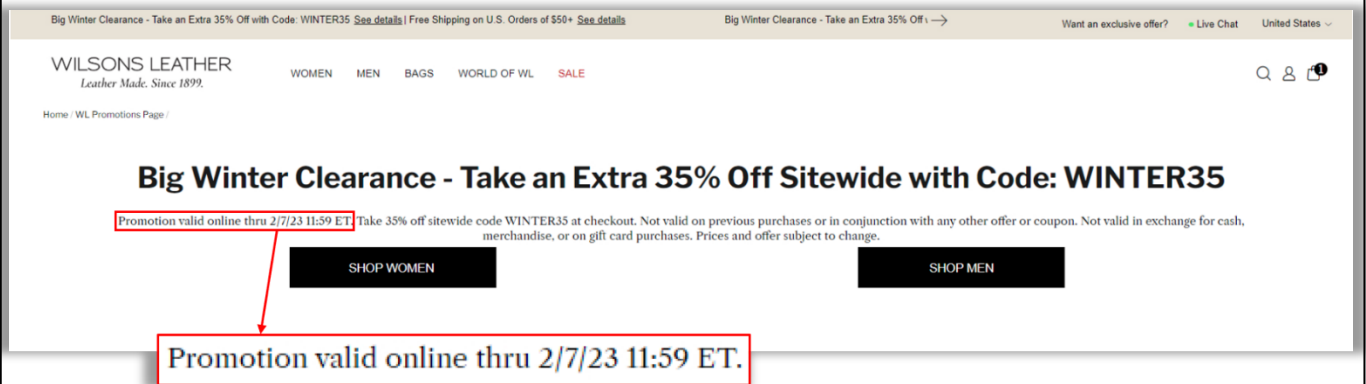 Big Winter Clearance - Take an Extra 35% Off with Code: WINTER35 See details | Free Shipping on U.S. Orders of $50+ See details
Big Winter Clearance - Take an Extra 35% Off
Want an exclusive offer?
Live Chat
United States
WILSONS LEATHER
Leather Made. Since 1899.
WOMEN MEN BAGS WORLD OF WL SALE
1
Home / WL Promotions Page /
Big Winter Clearance - Take an Extra 35% Off Sitewide with Code: WINTER35
Promotion valid online thru 2/7/23 11:59 ET. Take 35% off sitewide code WINTER35 at checkout. Not valid on previous purchases or in conjunction with any other offer or coupon. Not valid in exchange for cash,
merchandise, or on gift card purchases. Prices and offer subject to change.
SHOP WOMEN
SHOP MEN
Promotion valid online thru 2/7/23 11:59 ET.